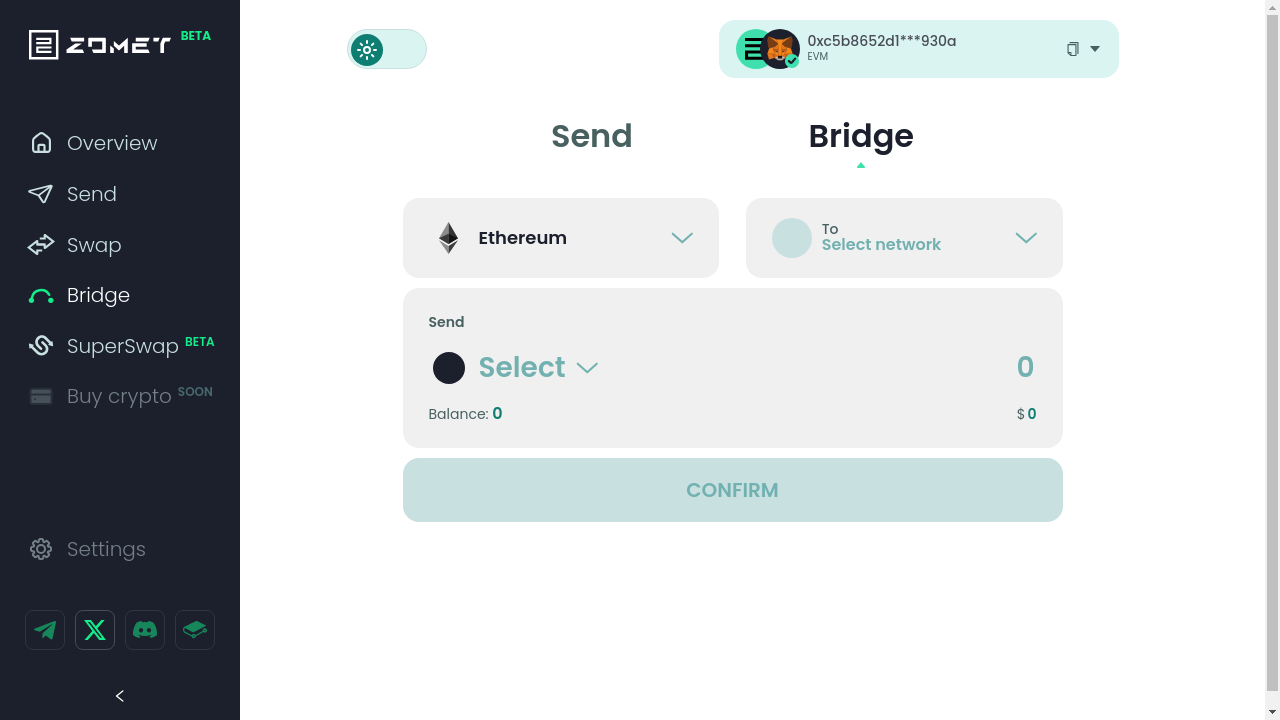 ZOMET BETA
Overview
Send
Swap
Bridge
SuperSwap BETA
Buy crypto SOON
Settings
0xc5b8652d1***930a
EVM
Send Bridge
Ethereum
To
Select network
Send
Select 0
Balance: 0 $ 0
CONFIRM